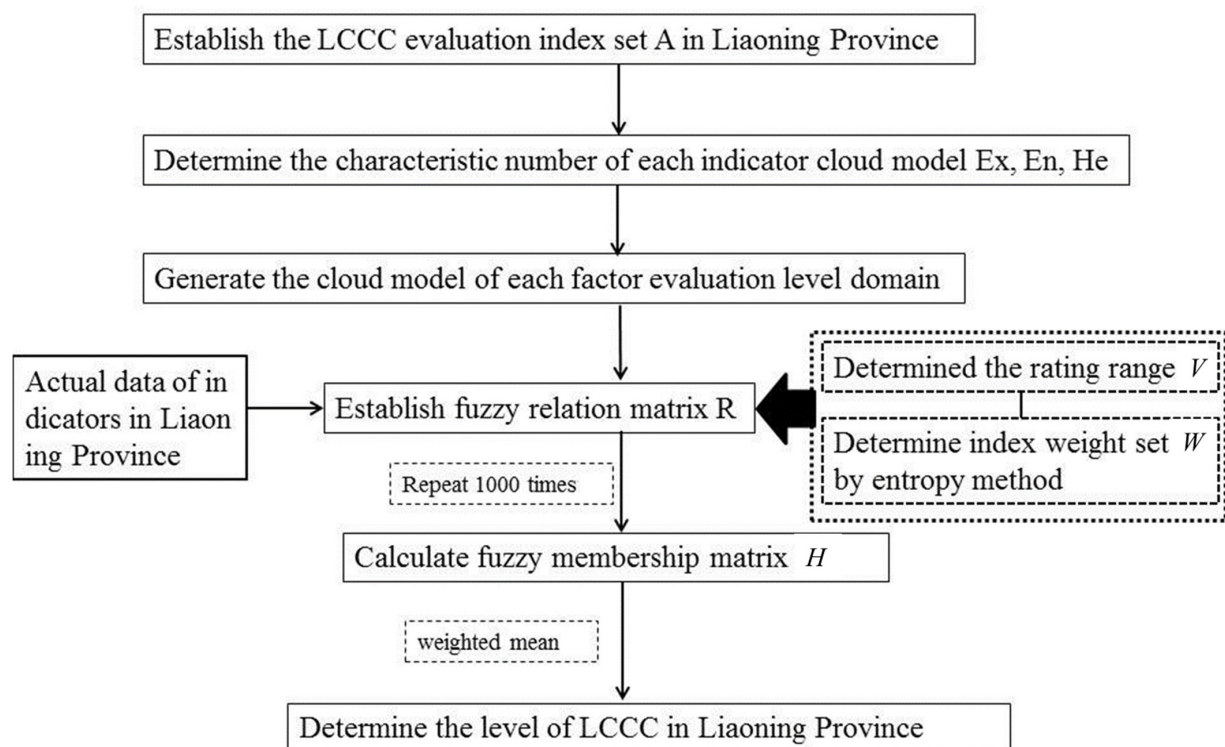 Establish the LCCC evaluation index set A in Liaoning Province
Determine the characteristic number of each indicator cloud model Ex, En, He
Generate the cloud model of each factor evaluation level domain
Actual data of in
dicators in Liaon
ing Province
Establish fuzzy relation matrix R
Determined the rating range V
Determine index weight set W
by entropy method
Repeat 1000 times
Calculate fuzzy membership matrix H
weighted mean
Determine the level of LCCC in Liaoning Province